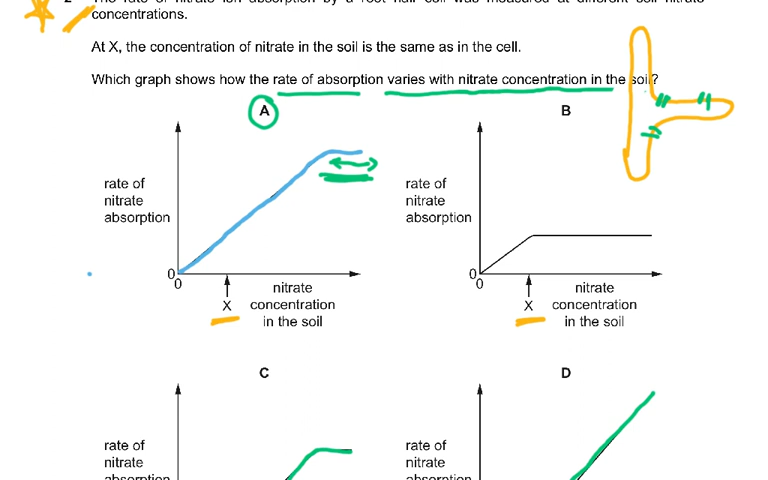 concentrations.
At X, the concentration of nitrate in the soil is the same as in the cell.
Which graph shows how the rate of absorption varies with nitrate concentration in the soil?
A
B
rate of
nitrate
absorption
0
0
X
nitrate
concentration
in the soil
rate of
nitrate
absorption
0
0
X
nitrate
concentration
in the soil
C
D
rate of
nitrate
absorption
rate of
nitrate
absorption